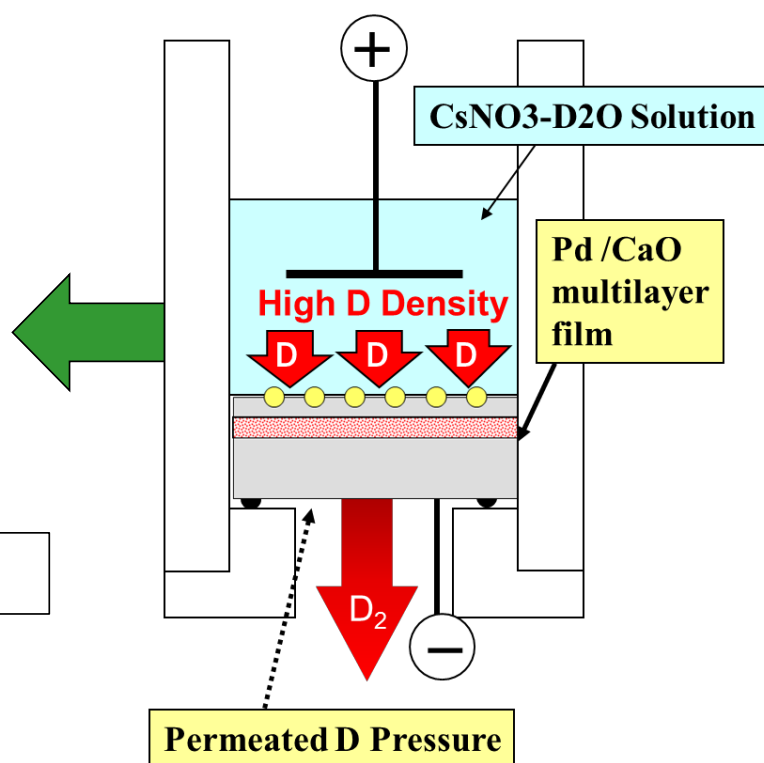 +
CsNO3-D2O Solution
Pd /CaO
multilayer
film
High D Density
D D D
D₂
−
Permeated D Pressure